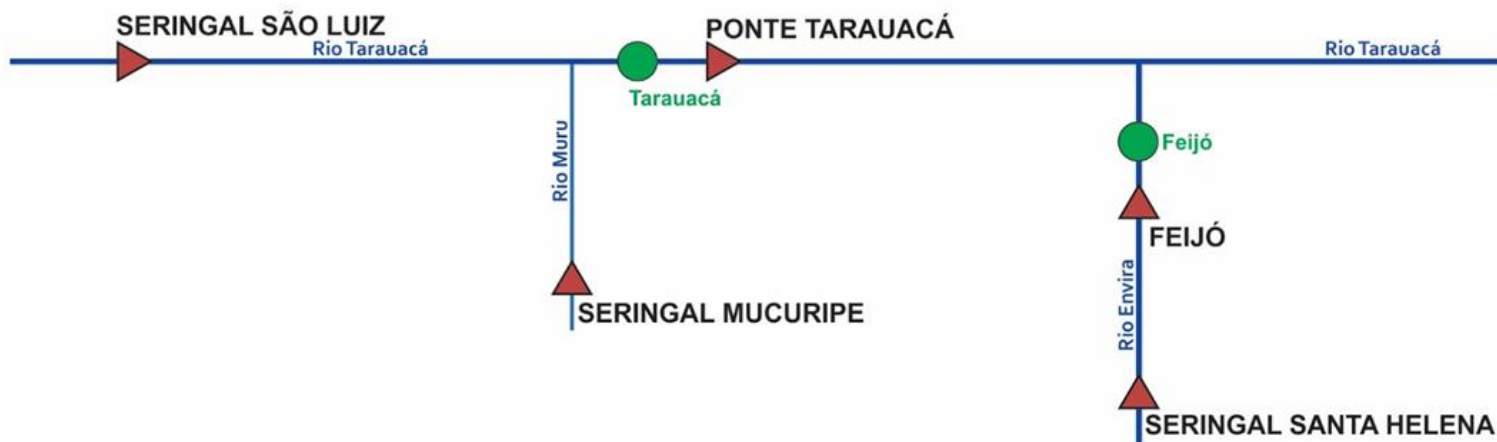 SERINGAL SÃO LUIZ
Rio Tarauacá
PONTE TARAUACÁ
Rio Tarauacá
Tarauacá
Feijó
Rio Muru
FEIJÓ
SERINGAL MUCURIPE
Rio Envira
SERINGAL SANTA HELENA